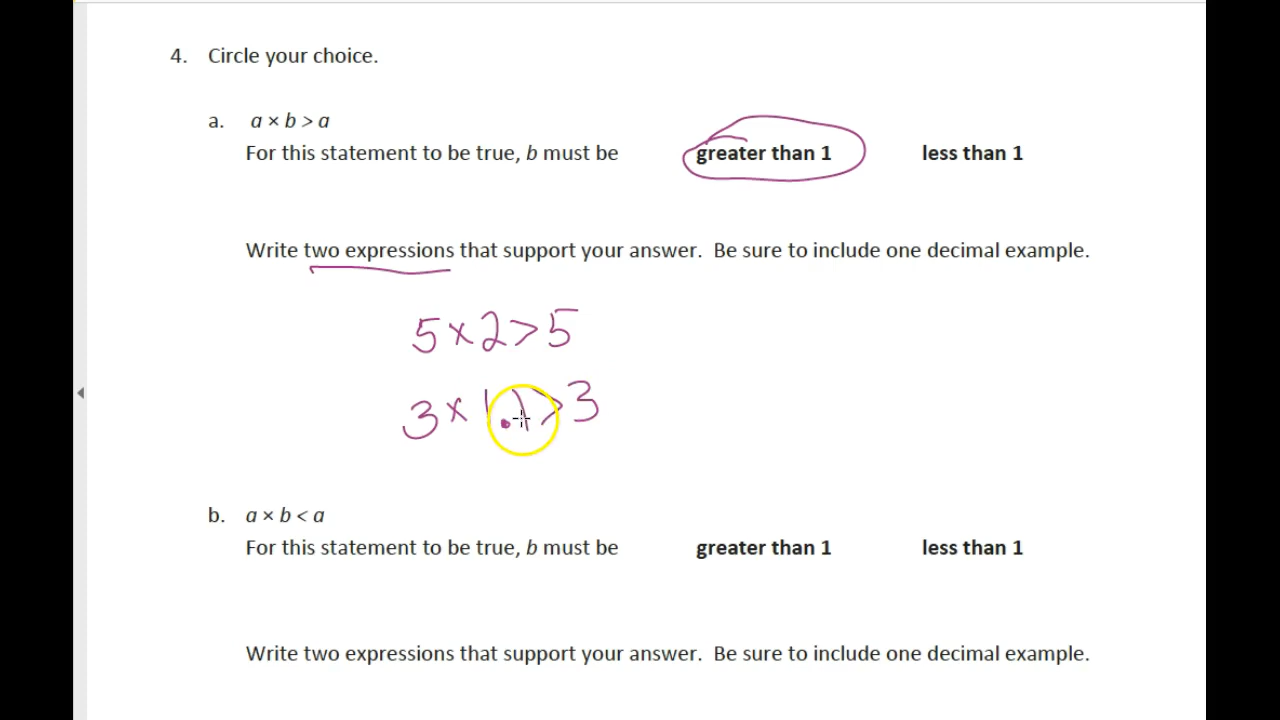 4. Circle your choice.
a. a × b > a
For this statement to be true, b must be greater than 1 less than 1
Write two expressions that support your answer. Be sure to include one decimal example.
5 × 2 > 5
3 × 1.1 > 3
b. a × b < a
For this statement to be true, b must be greater than 1 less than 1
Write two expressions that support your answer. Be sure to include one decimal example.